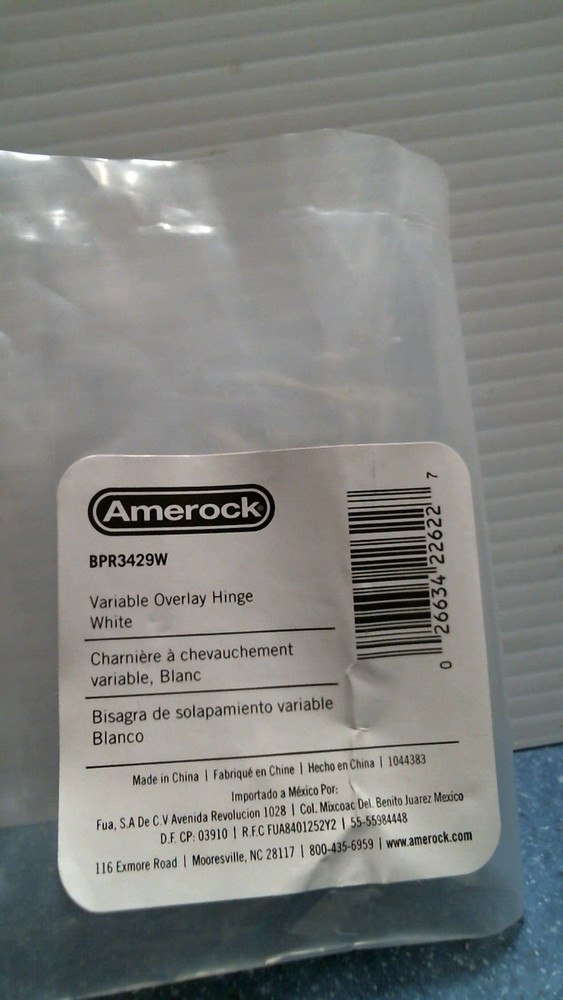 Amerock
BPR3429W
Variable Overlay Hinge
White
Charnière à chevauchement
variable, Blanc
Bisagra de solapamiento variable
Blanco
0 26634 22622 7
Made in China | Fabriqué en Chine | Hecho en China | 1044383
Importado a México Por:
Fua, S.A De C.V Avenida Revolucion 1028 | Col. Mixcoac Del. Benito Juarez Mexico
D.F. CP: 03910 | R.F.C FUA8401252Y2 | 55-55984448
116 Exmore Road | Mooresville, NC 28117 | 800-435-6959 | www.amerock.com